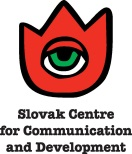 Slovak Centre
for Communication
and Development